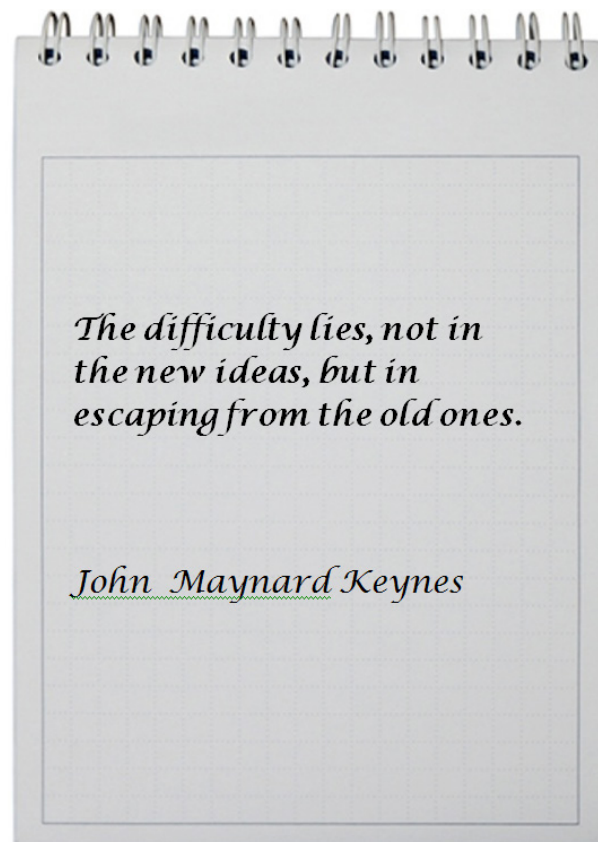 The difficulty lies, not in
the new ideas, but in
escaping from the old ones.
John  Maynard Keynes